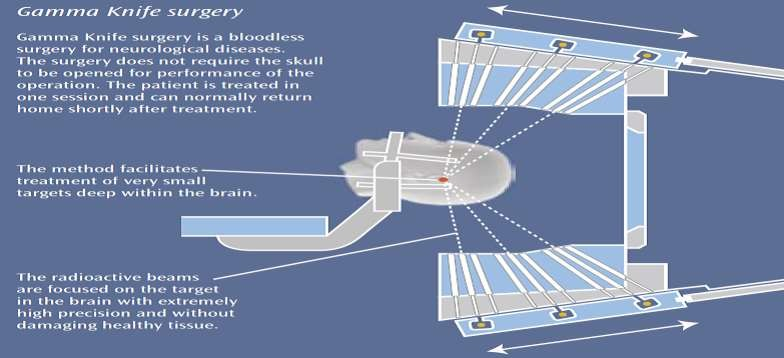 Gamma Knife surgery
Gamma Knife surgery is a bloodless
surgery for neurological diseases.
The surgery does not require the skull
to be opened for performance of the
operation. The patient is treated in
one session and can normally return
home shortly after treatment.
The method facilitates
treatment of very small
targets deep within the brain.
The radioactive beams
are focused on the target
in the brain with extremely
high precision and without
damaging healthy tissue.